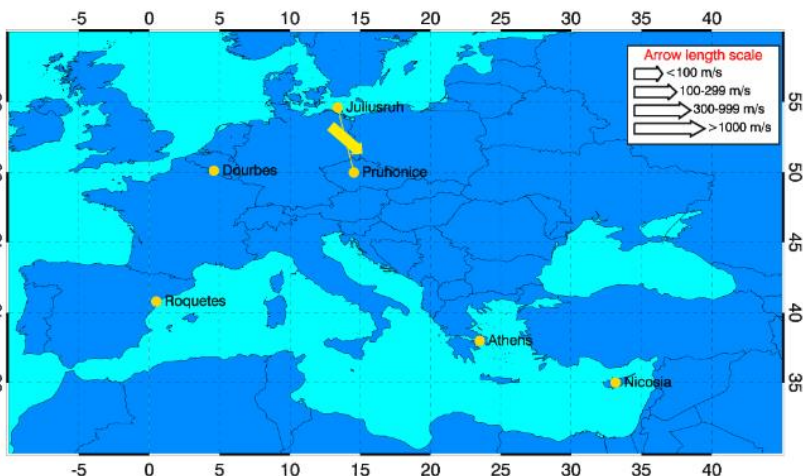 -5 0 5 10 15 20 25 30 35 40
Arrow length scale
<100 m/s
100-299 m/s
300-999 m/s
>1000 m/s
55
Juliusruh
Dourbes
Pruhonice
50
45
Roquetes
40
Athens
Nicosia
35
-5 0 5 10 15 20 25 30 35 40